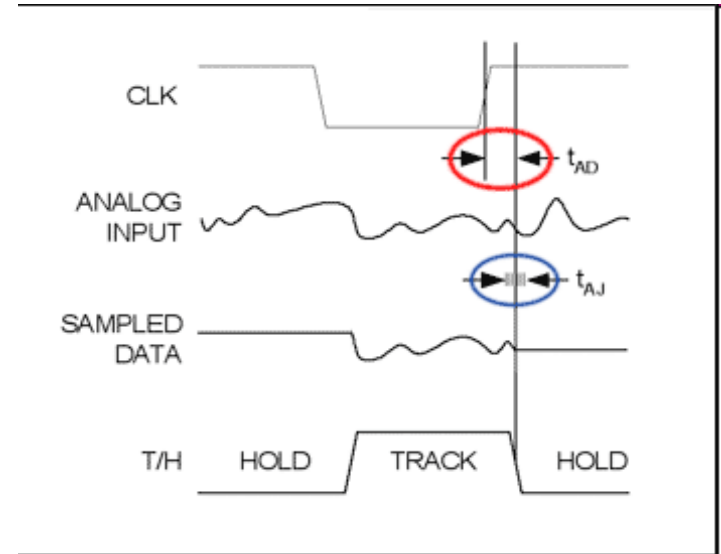 CLK
tAD
ANALOG
INPUT
tAJ
SAMPLED
DATA
T/H HOLD TRACK HOLD